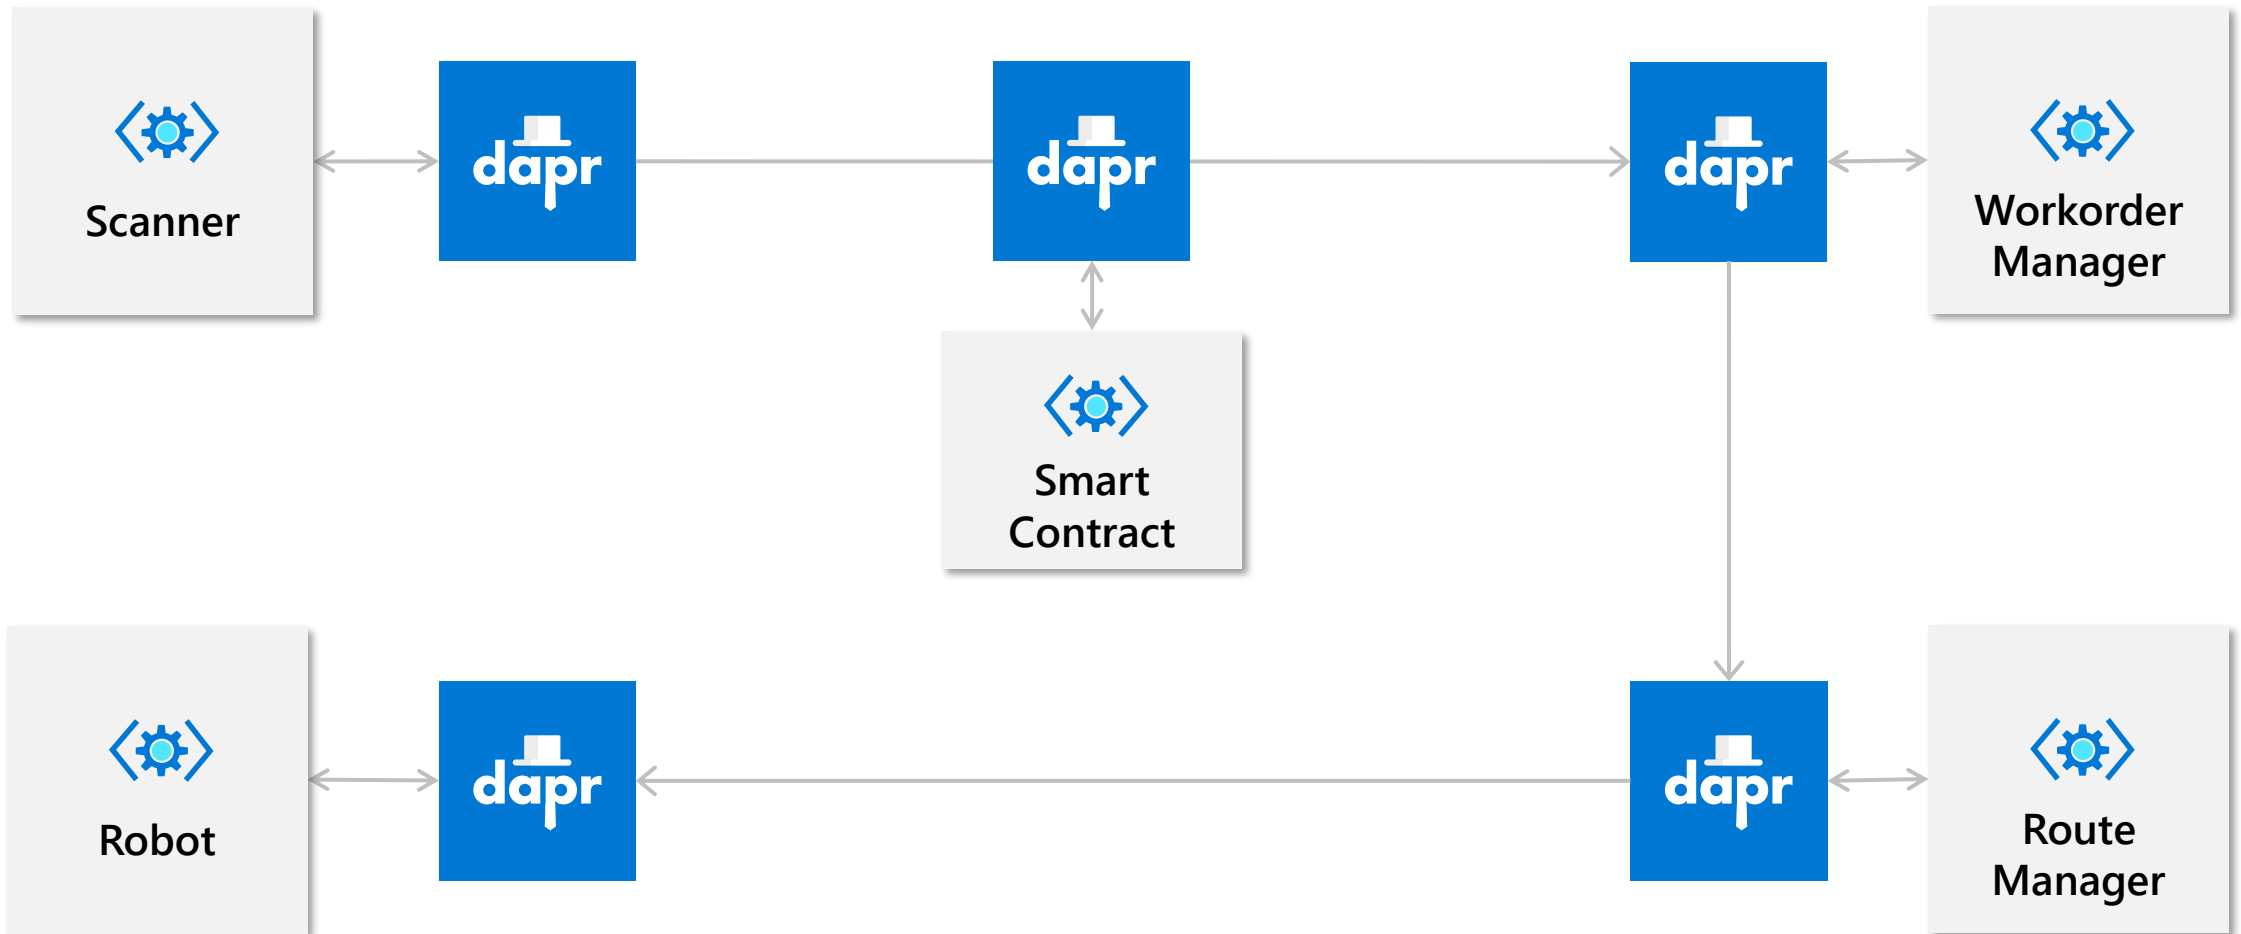 Scanner
dapr
dapr
dapr
Workorder
Manager
Smart
Contract
Robot
dapr
dapr
Route
Manager